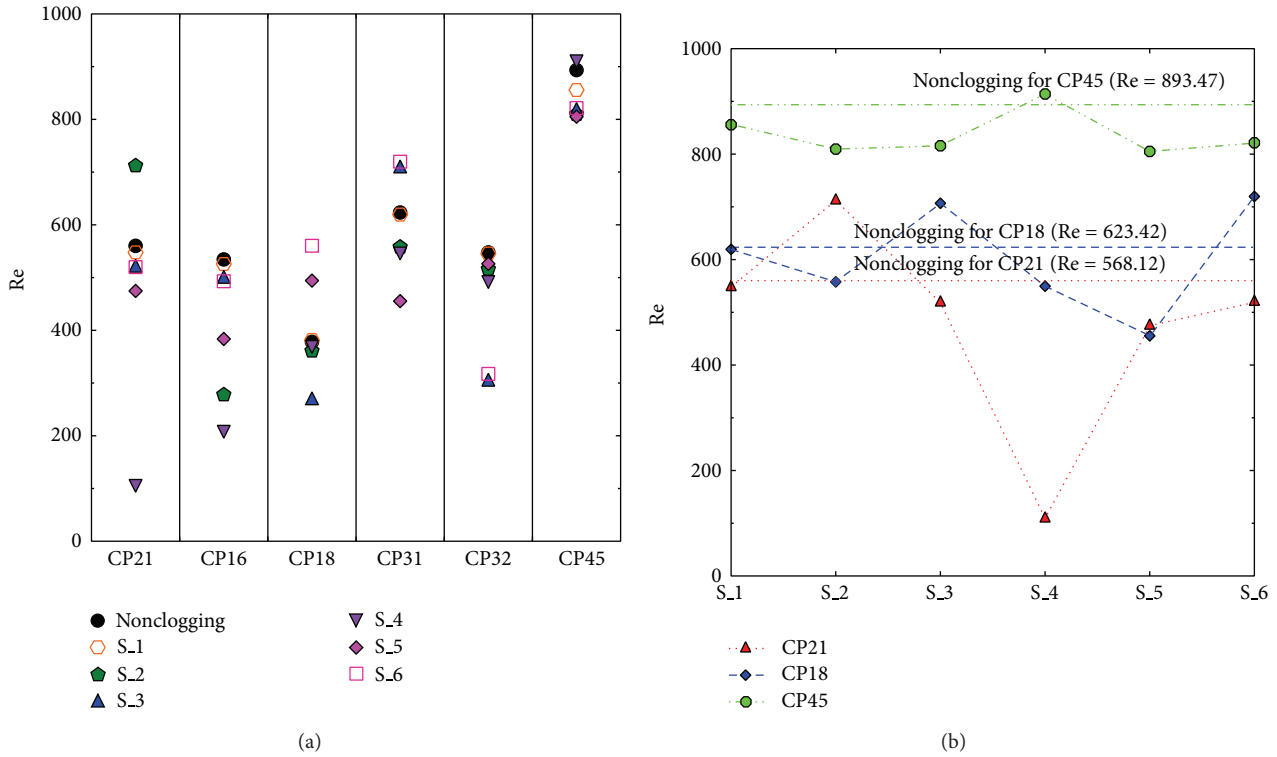 1000
800
600
400
200
0
Re
CP21 CP16 CP18 CP31 CP32 CP45
Nonclogging
S_1
S_2
S_3
S_4
S_5
S_6
(a)
1000
800
600
400
200
0
Re
Nonclogging for CP45 (Re = 893.47)
Nonclogging for CP18 (Re = 623.42)
Nonclogging for CP21 (Re = 568.12)
S_1 S_2 S_3 S_4 S_5 S_6
CP21
CP18
CP45
(b)